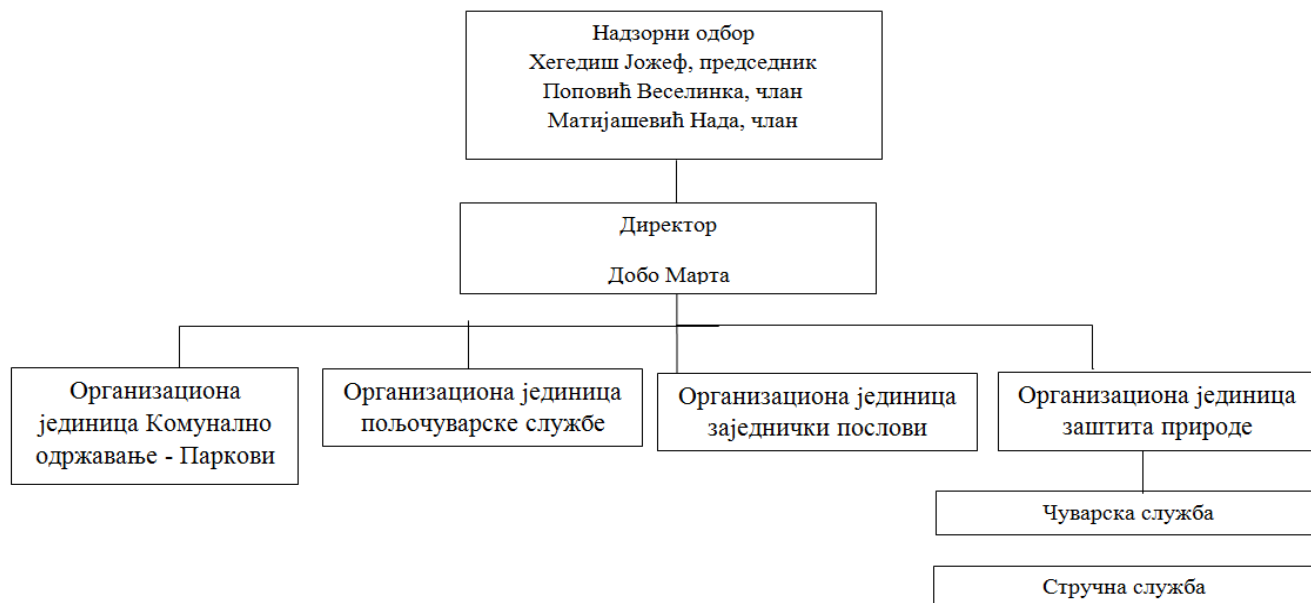 Надзорни одбор
Хегедиш Јожеф, председник
Поповић Веселинка, члан
Матијашевић Нада, члан
Директор
Добо Марта
Организациона
јединица Комунално
одржавање - Паркови
Организациона јединица
пољочуварске службе
Организациона јединица
заједнички послови
Организациона јединица
заштита природе
Чуварска служба
Стручна служба